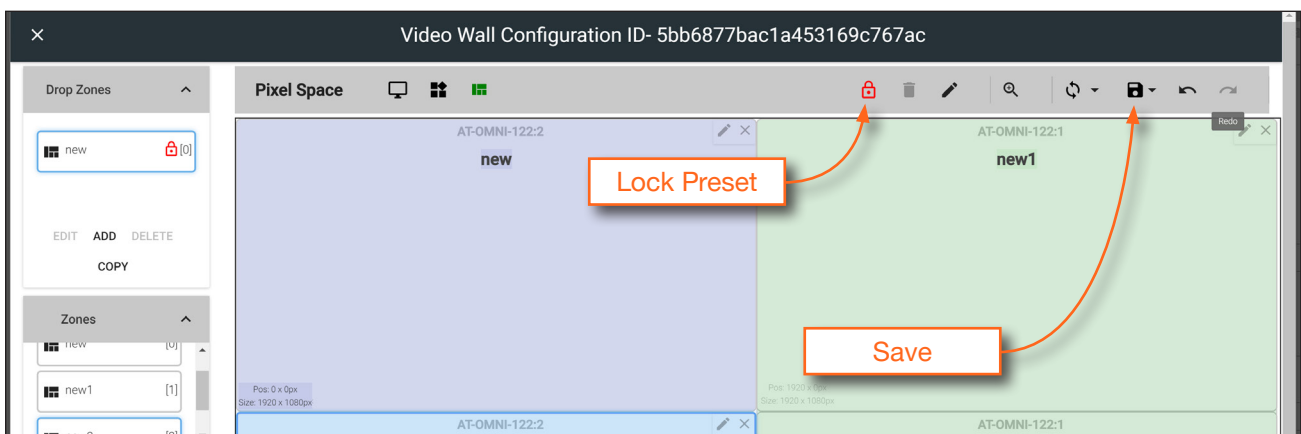 Video Wall Configuration ID- 5bb6877bac1a453169c767ac
Drop Zones
Pixel Space
Redo
new [0]
AT-OMNI-122:2
new
AT-OMNI-122:1
new1
Lock Preset
EDIT ADD DELETE
COPY
Zones
new [0]
new1 [1]
Save
Pos: 0 x 0px
Size: 1920 x 1080px
Pos: 1920 x 0px
Size: 1920 x 1080px
AT-OMNI-122:2
AT-OMNI-122:1